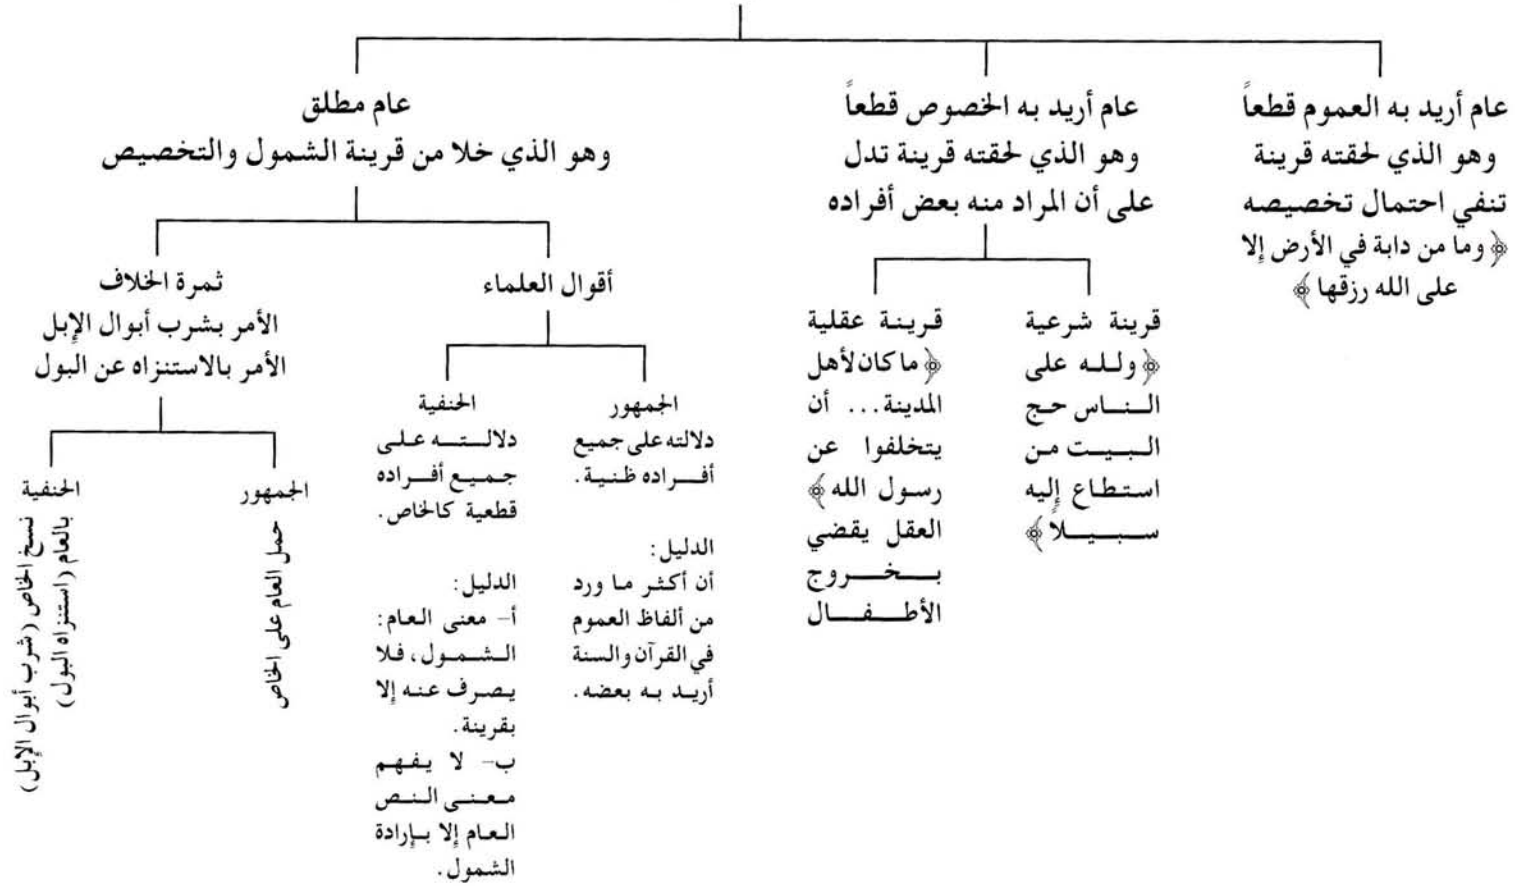 عام أريد به العموم قطعاً
وهو الذي لحقته قرينة
تنفي احتمال تخصيصه
﴿وما من دابة في الأرض إلا
على الله رزقها﴾
عام أريد به الخصوص قطعاً
وهو الذي لحقته قرينة تدل
على أن المراد منه بعض أفراده
قرينة شرعية
﴿ولله على
الناس حج
البيت من
استطاع إليه
سبيلاً﴾
قرينة عقلية
﴿ما كان لأهل
المدينة... أن
يتخلفوا عن
رسول الله﴾
العقل يقضي
بخروج
الأطفال
عام مطلق
وهو الذي خلا من قرينة الشمول والتخصيص
أقوال العلماء
الجمهور
دلالته على جميع
أفراده ظنية.
الدليل:
أن أكثر ما ورد
من ألفاظ العموم
في القرآن والسنة
أريد به بعضه.
الحنفية
دلالته على
جميع أفراده
قطعية كالخاص.
الدليل:
أ- معنى العام:
الشمول، فلا
يصرف عنه إلا
بقرينة.
ب- لا يفهم
معنى النص
العام إلا بإرادة
الشمول.
ثمرة الخلاف
الأمر بشرب أبوال الإبل
الأمر بالاستنزاه عن البول
الجمهور
حمل العام على الخاص
الحنفية
نسخ الخاص (شرب أبوال الإبل)
بالعام (استنزاه البول)